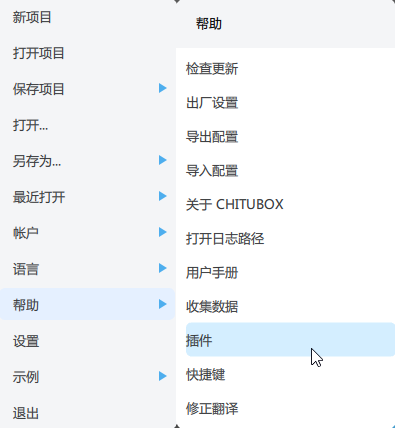 新项目
打开项目
保存项目
打开...
另存为...
最近打开
帐户
语言
帮助
设置
示例
退出
帮助
检查更新
出厂设置
导出配置
导入配置
关于 CHITUBOX
打开日志路径
用户手册
收集数据
插件
快捷键
修正翻译